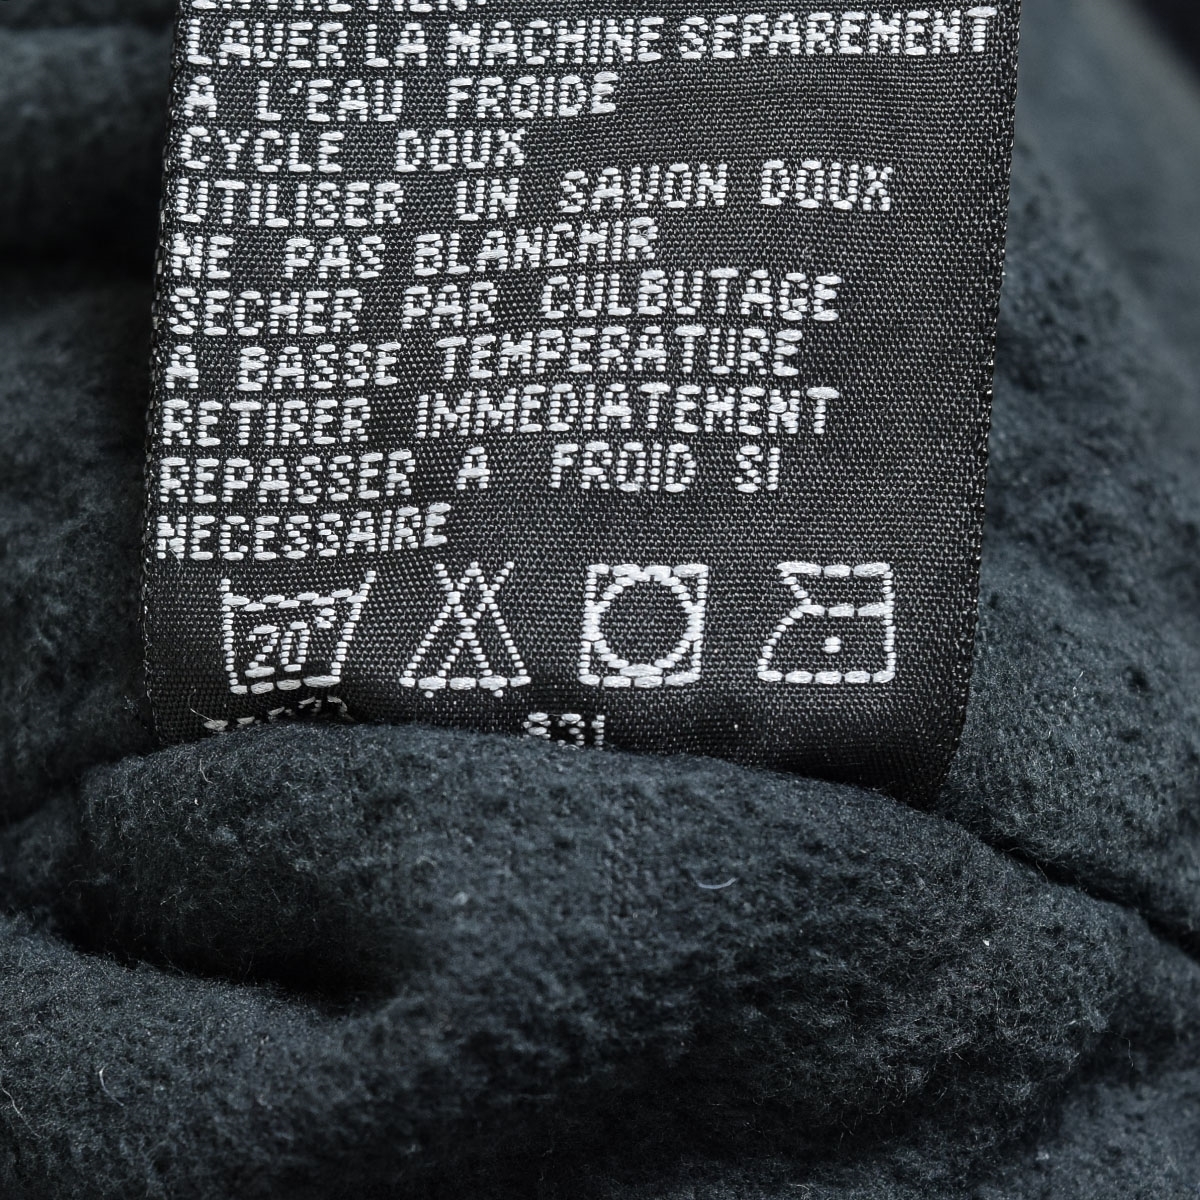 LAVER LA MACHINE SEPAREMENT
A L'EAU FROIDE
CYCLE DOUX
UTILISER UN SAVON DOUX
NE PAS BLANCHIR
SECHER PAR CULBUTAGE
A BASSE TEMPERATURE
RETIRER IMMEDIATEMENT
REPASSER A FROID SI
NECESSAIRE
20